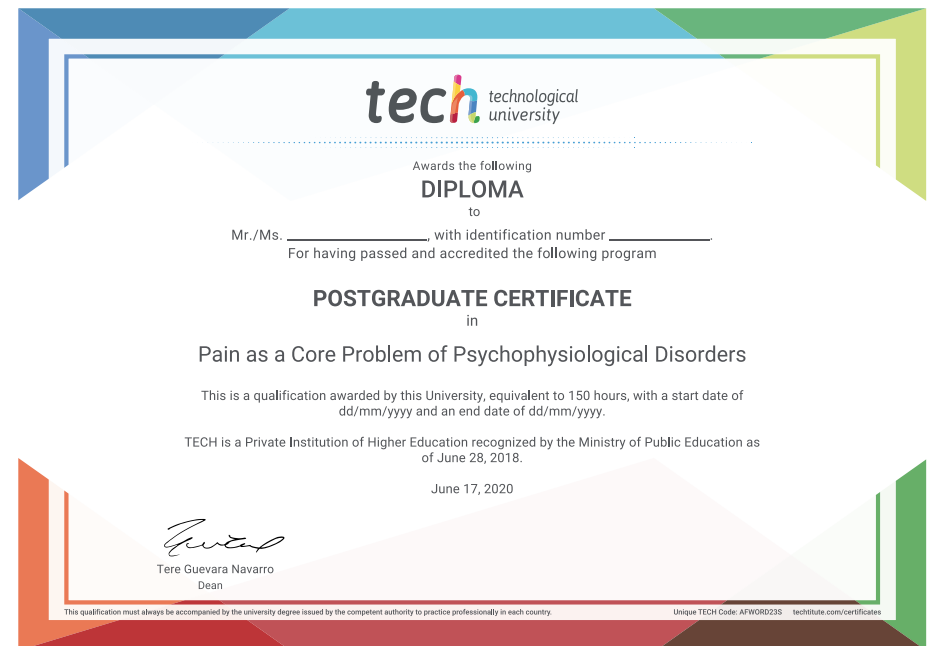 tech technological
university
Awards the following
DIPLOMA
to
Mr./Ms. ____________________, with identification number ______________.
For having passed and accredited the following program
POSTGRADUATE CERTIFICATE
in
Pain as a Core Problem of Psychophysiological Disorders
This is a qualification awarded by this University, equivalent to 150 hours, with a start date of
dd/mm/yyyy and an end date of dd/mm/yyyy.
TECH is a Private Institution of Higher Education recognized by the Ministry of Public Education as
of June 28, 2018.
June 17, 2020
Tere Guevara Navarro
Dean
This qualification must always be accompanied by the university degree issued by the competent authority to practice professionally in each country. Unique TECH Code: AFWORD23S techtitute.com/certificates